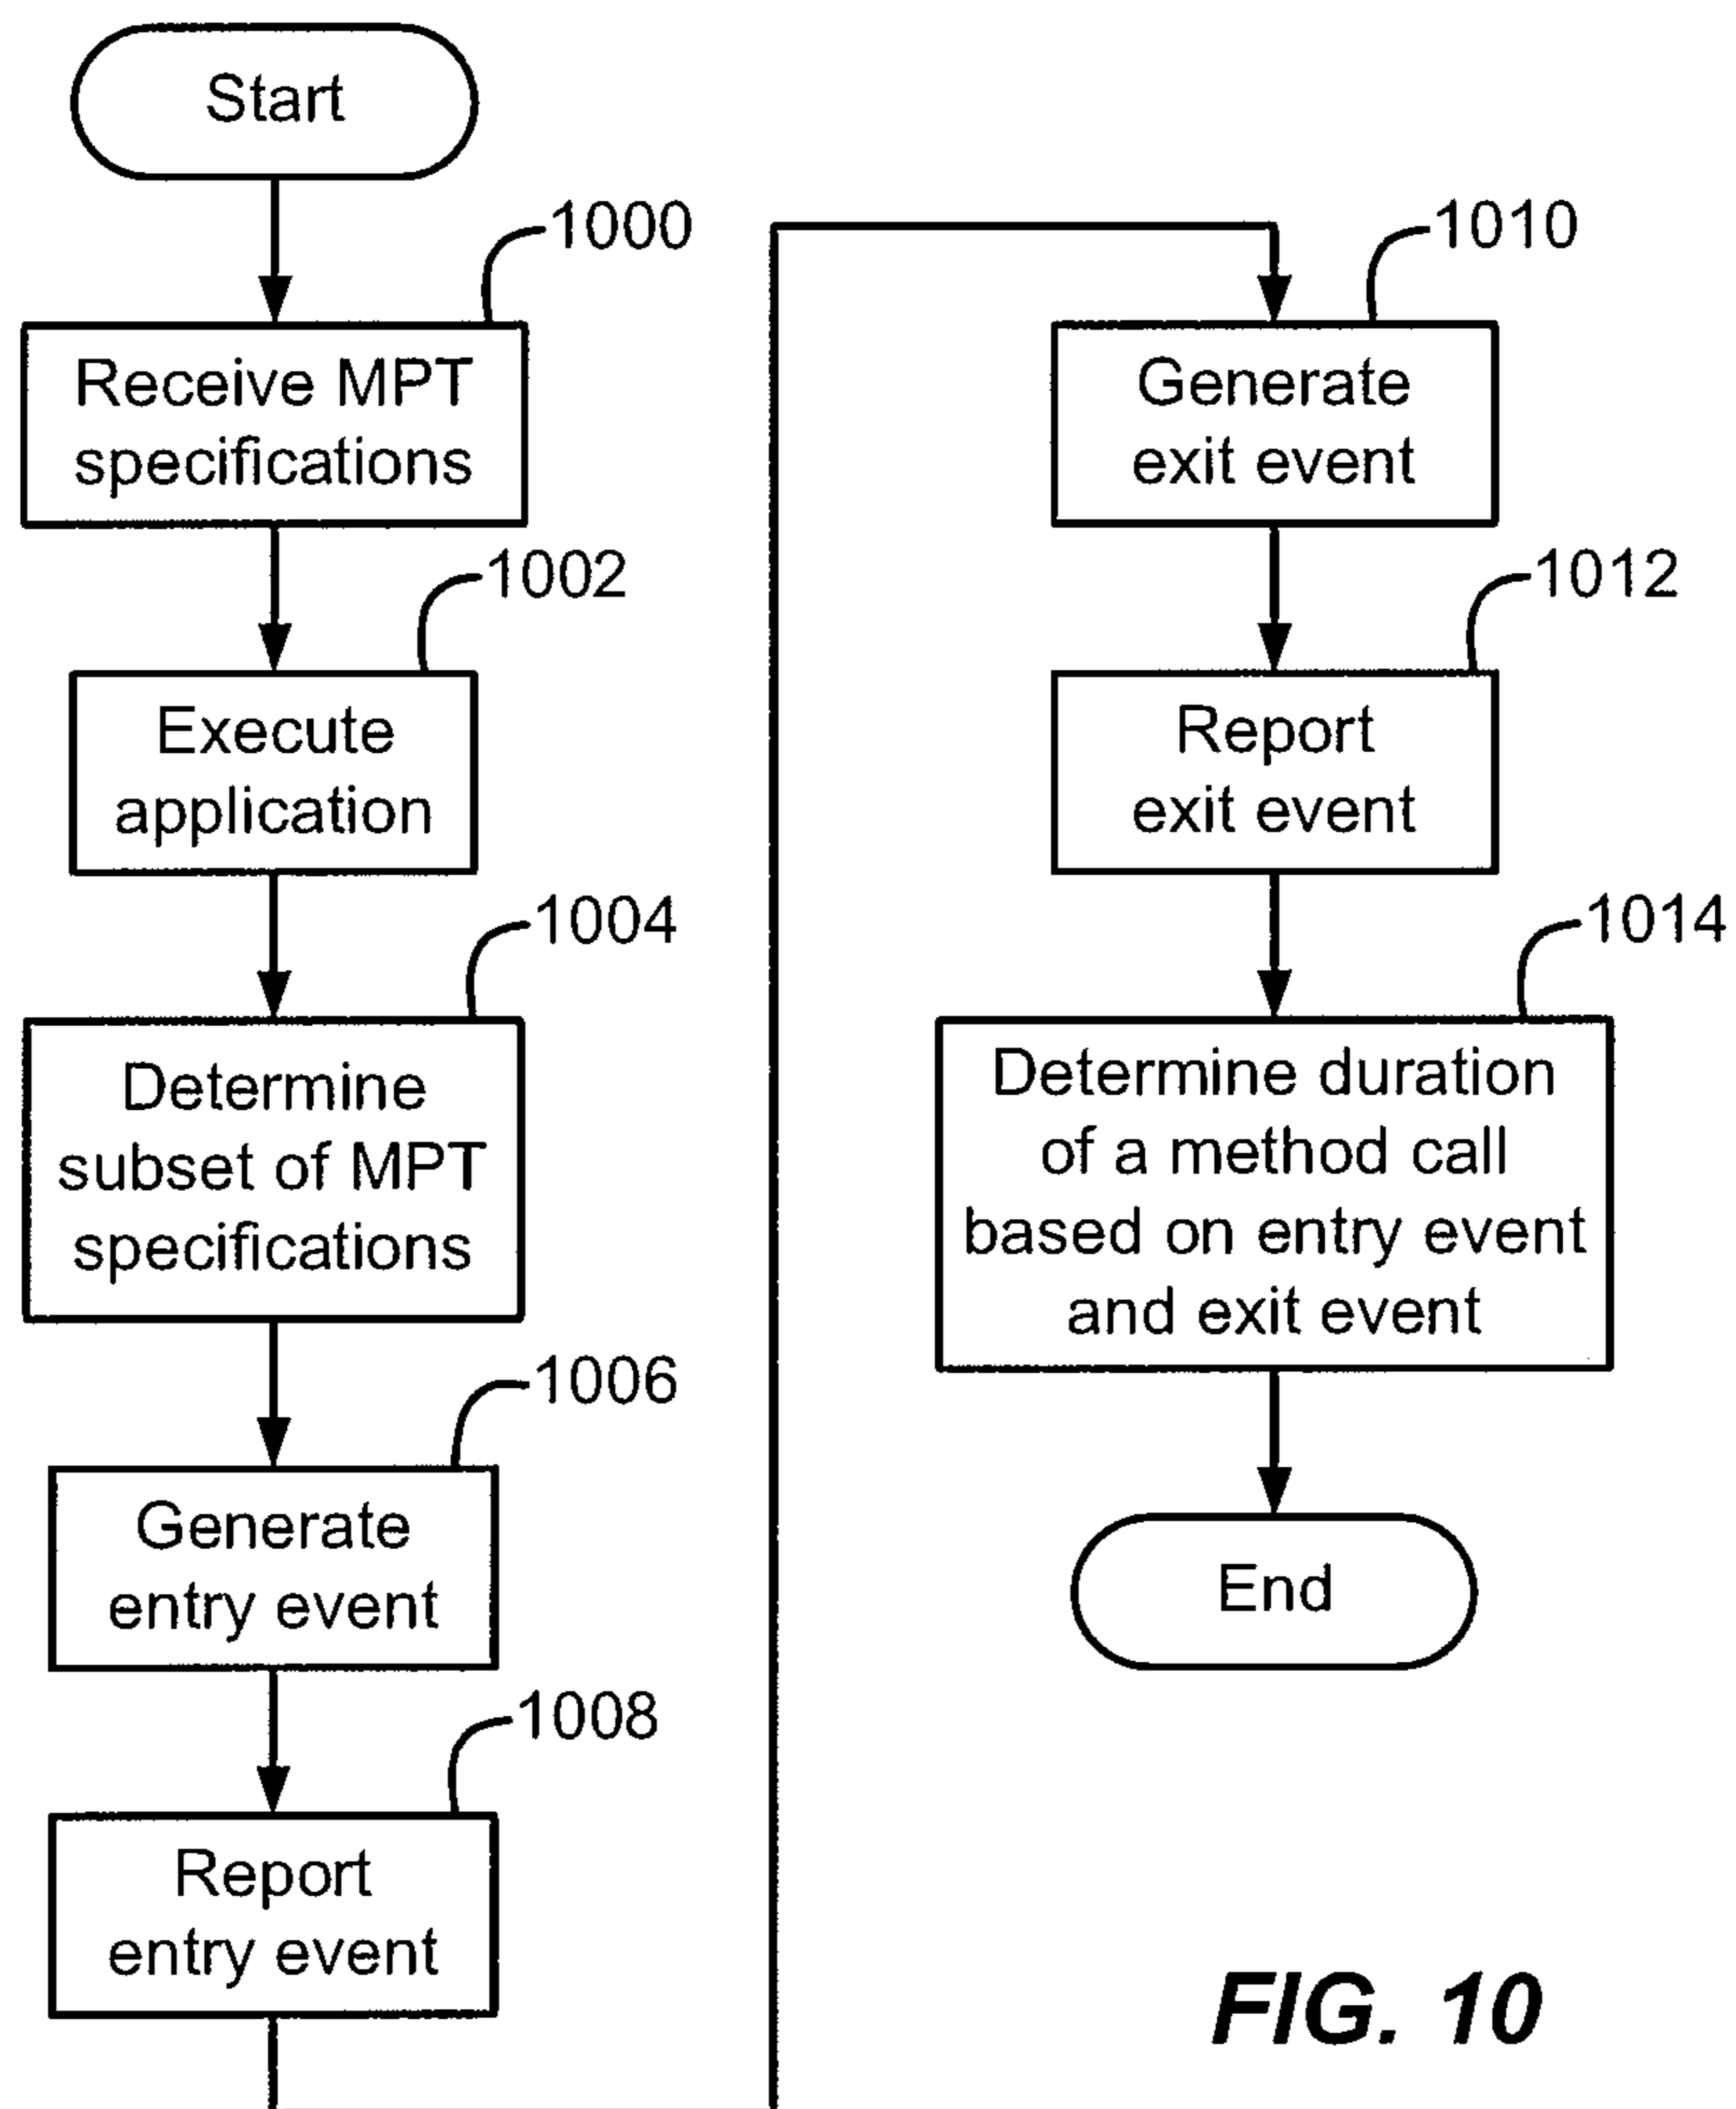 Start
1000
Receive MPT
specifications
1002
Execute
application
1004
Determine
subset of MPT
specifications
1006
Generate
entry event
1008
Report
entry event
1010
Generate
exit event
1012
Report
exit event
1014
Determine duration
of a method call
based on entry event
and exit event
End
FIG. 10